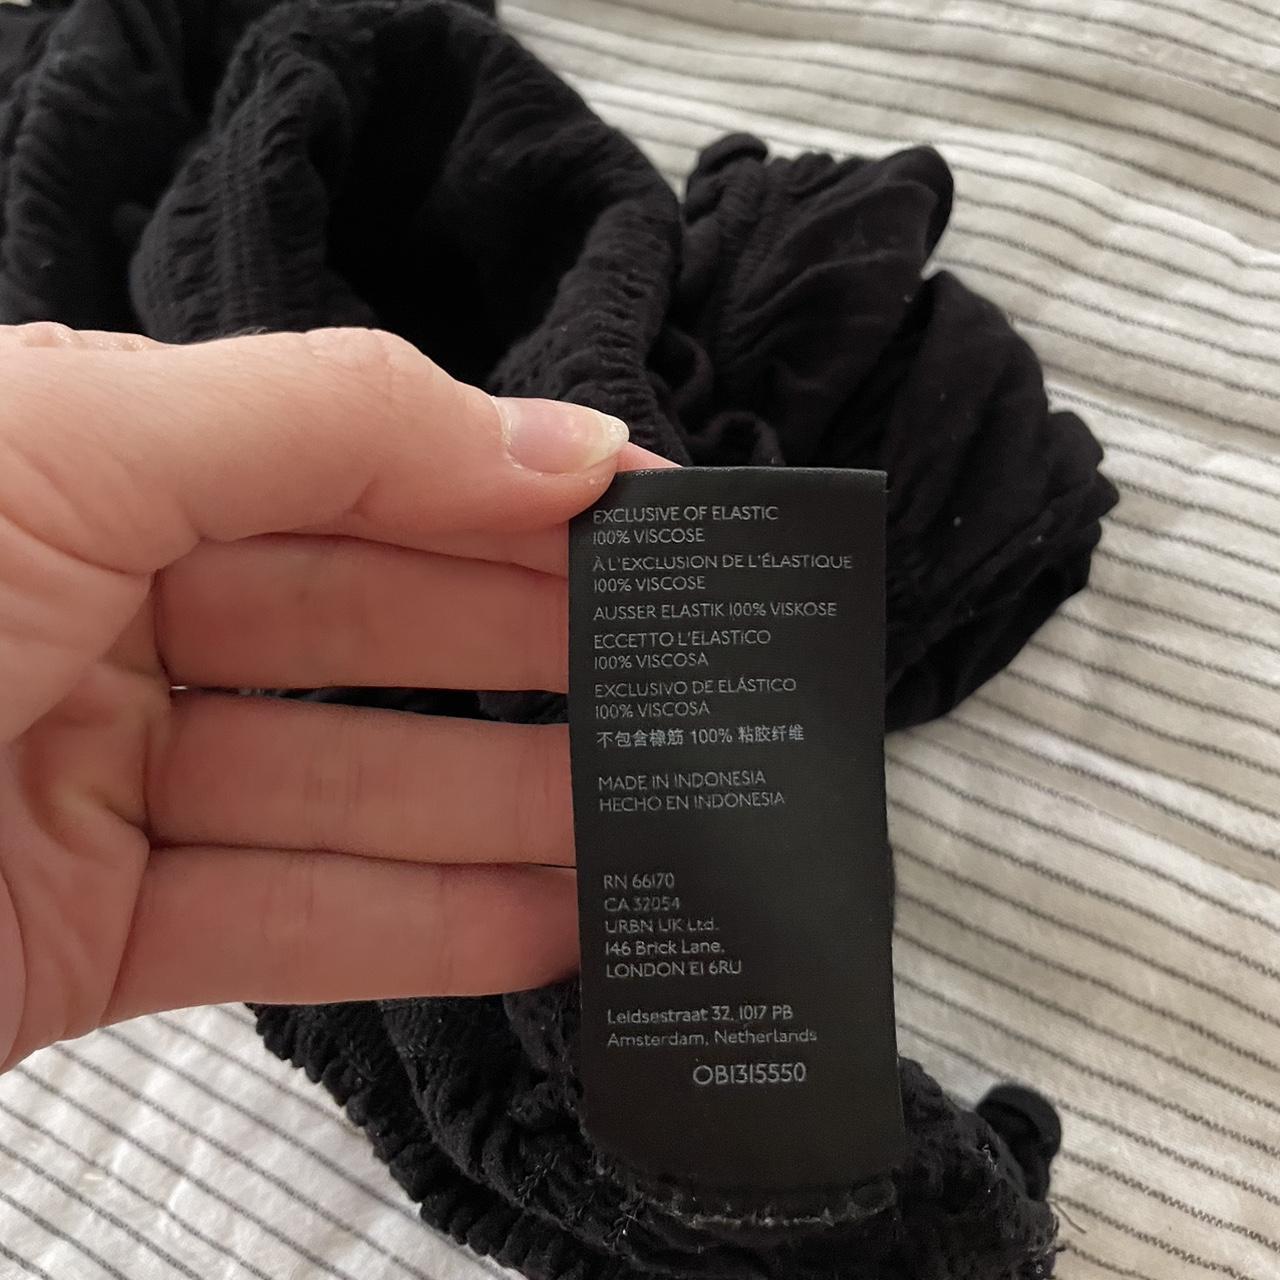 EXCLUSIVE OF ELASTIC
100% VISCOSE
À L'EXCLUSION DE L'ÉLASTIQUE
100% VISCOSE
AUSSER ELASTIK 100% VISKOSE
ECCETTO L'ELASTICO
100% VISCOSA
EXCLUSIVO DE ELÁSTICO
100% VISCOSA
不包含橡筋 100% 粘胶纤维
MADE IN INDONESIA
HECHO EN INDONESIA
RN 66170
CA 32054
URBN UK Ltd.
146 Brick Lane,
LONDON E1 6RU
Leidsestraat 32, 1017 PB
Amsterdam, Netherlands
OB1315550